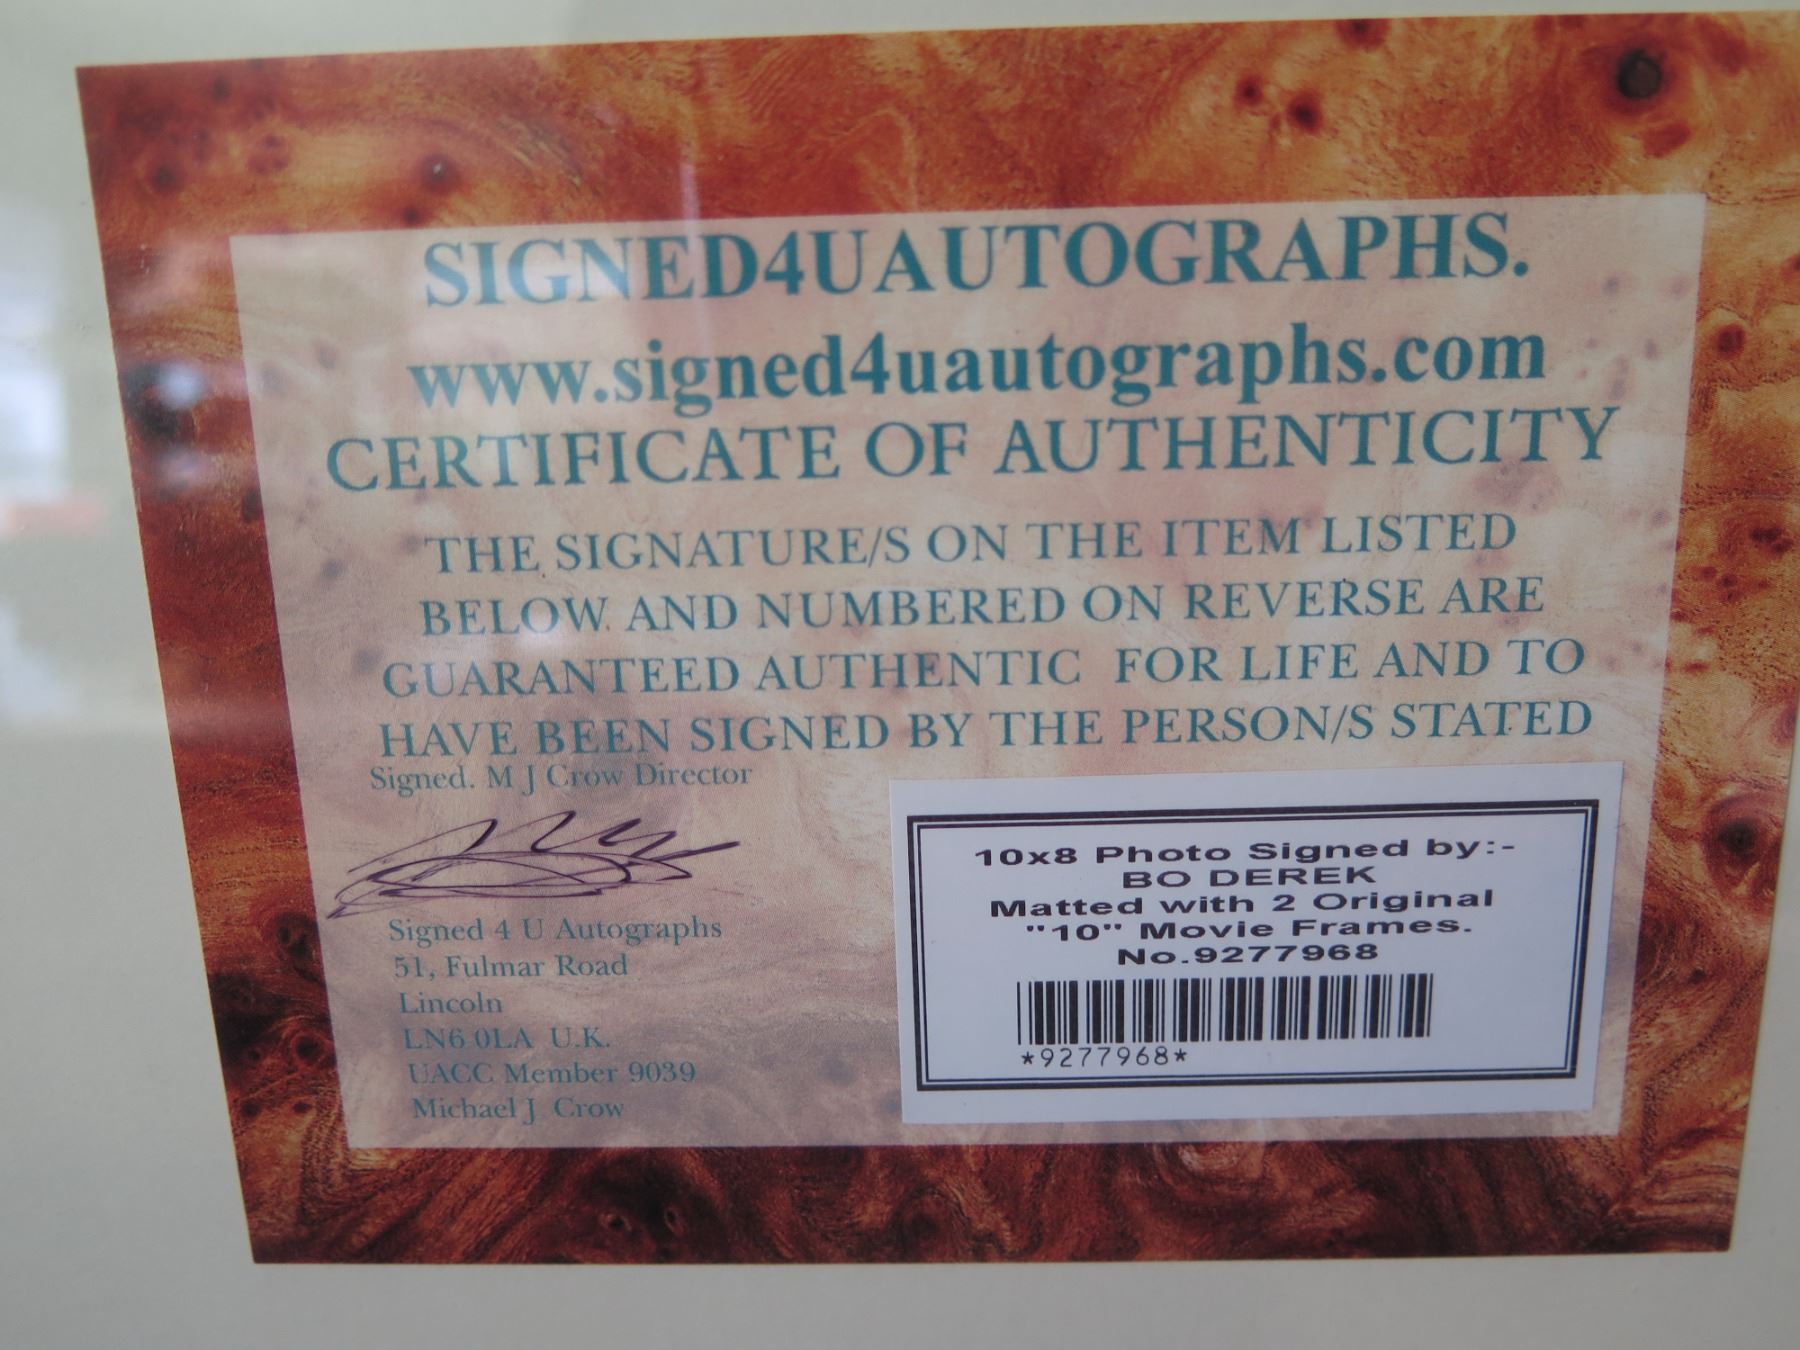 SIGNED4UAUTOGRAPHS.
www.signed4uautographs.com
CERTIFICATE OF AUTHENTICITY
THE SIGNATURE/S ON THE ITEM LISTED
BELOW AND NUMBERED ON REVERSE ARE
GUARANTEED AUTHENTIC FOR LIFE AND TO
HAVE BEEN SIGNED BY THE PERSON/S STATED
Signed. M J Crow Director
Signed 4 U Autographs
51, Fulmar Road
Lincoln
LN6 0LA U.K.
UACC Member 9039
Michael J Crow
10x8 Photo Signed by:-
BO DEREK
Matted with 2 Original
"10" Movie Frames.
No.9277968
*9277968*